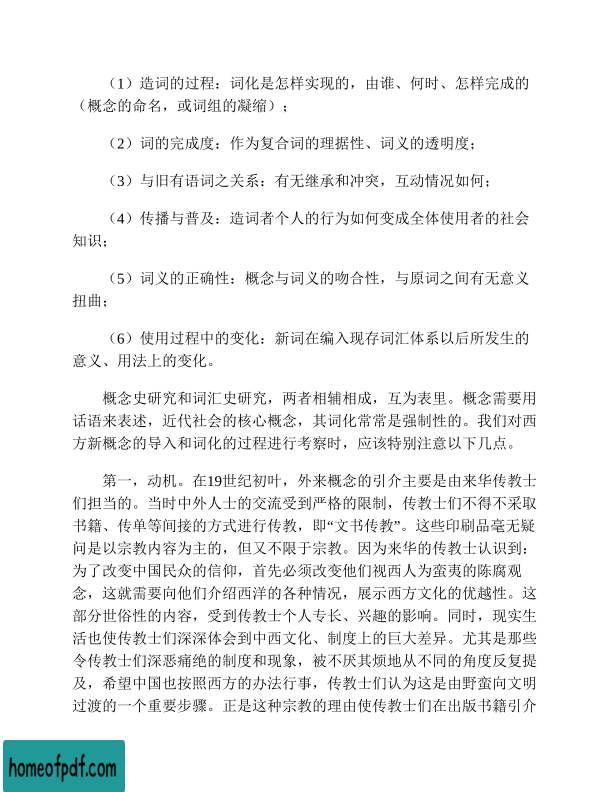 （1）造词的过程：词化是怎样实现的，由谁、何时、怎样完成的
（概念的命名，或词组的凝缩）；
（2）词的完成度：作为复合词的理据性、词义的透明度；
（3）与旧有语词之关系：有无继承和冲突，互动情况如何；
（4）传播与普及：造词者个人的行为如何变成全体使用者的社会
知识；
（5）词义的正确性：概念与词义的吻合性，与原词之间有无意义
扭曲；
（6）使用过程中的变化：新词在编入现存词汇体系以后所发生的
意义、用法上的变化。
概念史研究和词汇史研究，两者相辅相成，互为表里。概念需要用
话语来表述，近代社会的核心概念，其词化常常是强制性的。我们对西
方新概念的导入和词化的过程进行考察时，应该特别注意以下几点。
第一，动机。在19世纪初叶，外来概念的引介主要是由来华传教士
们担当的。当时中外人士的交流受到严格的限制，传教士们不得不采取
书籍、传单等间接的方式进行传教，即“文书传教”。这些印刷品毫无疑
问是以宗教内容为主的，但又不限于宗教。因为来华的传教士认识到：
为了改变中国民众的信仰，首先必须改变他们视西人为蛮夷的陈腐观
念，这就需要向他们介绍西洋的各种情况，展示西方文化的优越性。这
部分世俗性的内容，受到传教士个人专长、兴趣的影响。同时，现实生
活也使传教士们深深体会到中西文化、制度上的巨大差异。尤其是那些
令传教士们深恶痛绝的制度和现象，被不厌其烦地从不同的角度反复提
及，希望中国也按照西方的办法行事，传教士们认为这是由野蛮向文明
过渡的一个重要步骤。正是这种宗教的理由使传教士们在出版书籍引介
homeofpdf.com